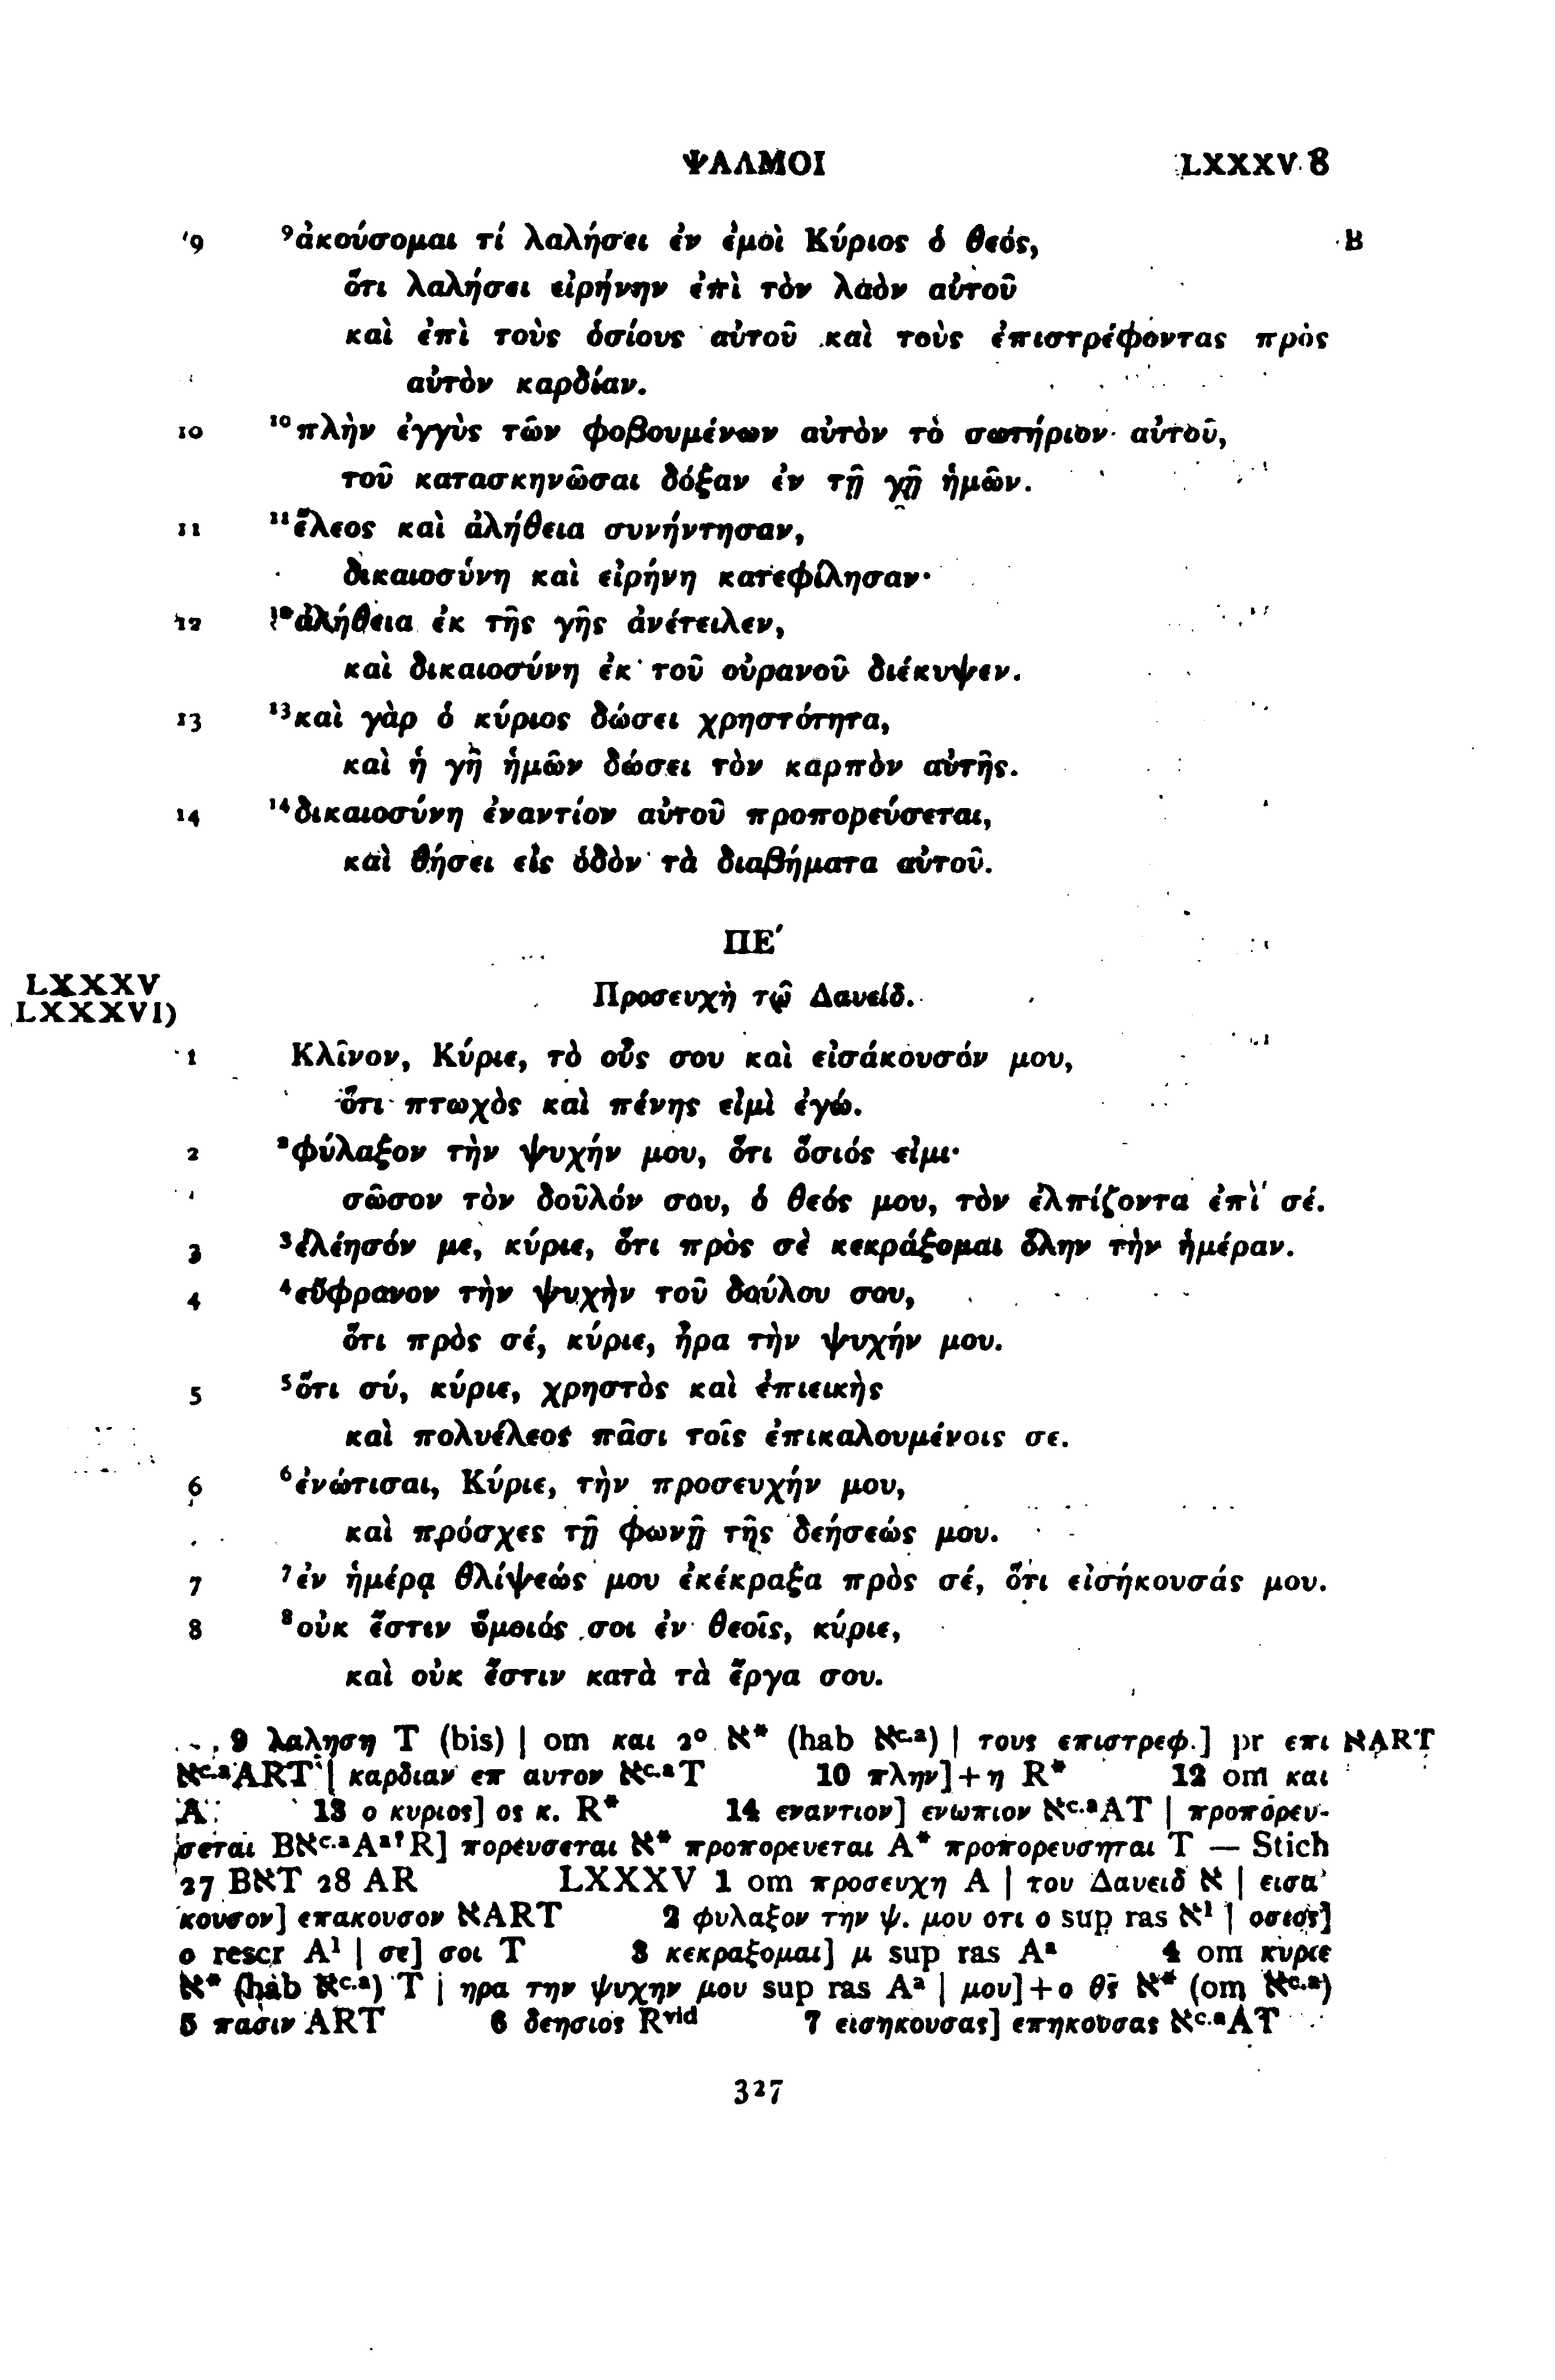 ΨΑΛΜΟΙ LXXXV 8
9 ⁹ἀκούσομαι τί λαλήσει ἐν ἐμοὶ Κύριος ὁ θεός, B
ὅτι λαλήσει εἰρήνην ἐπὶ τὸν λαὸν αὐτοῦ
καὶ ἐπὶ τοὺς ὁσίους αὐτοῦ καὶ τοὺς ἐπιστρέφοντας πρὸς
αὐτὸν καρδίαν.
10 ¹⁰πλὴν ἐγγὺς τῶν φοβουμένων αὐτὸν τὸ σωτήριον αὐτοῦ,
τοῦ κατασκηνῶσαι δόξαν ἐν τῇ γῇ ἡμῶν.
11 ¹¹ἔλεος καὶ ἀλήθεια συνήντησαν,
δικαιοσύνη καὶ εἰρήνη κατεφίλησαν·
12 ¹²ἀλήθεια ἐκ τῆς γῆς ἀνέτειλεν,
καὶ δικαιοσύνη ἐκ τοῦ οὐρανοῦ διέκυψεν.
13 ¹³καὶ γὰρ ὁ κύριος δώσει χρηστότητα,
καὶ ἡ γῆ ἡμῶν δώσει τὸν καρπὸν αὐτῆς.
14 ¹⁴δικαιοσύνη ἐναντίον αὐτοῦ προπορεύσεται,
καὶ θήσει εἰς ὁδὸν τὰ διαβήματα αὐτοῦ.
ΠΕ′
LXXXV
LXXXVI)
Προσευχὴ τῷ Δαυείδ.
1 Κλῖνον, Κύριε, τὸ οὖς σου καὶ εἰσάκουσόν μου,
ὅτι πτωχὸς καὶ πένης εἰμὶ ἐγώ.
2 ²φύλαξον τὴν ψυχήν μου, ὅτι ὅσιός εἰμι·
σῶσον τὸν δοῦλόν σου, ὁ θεός μου, τὸν ἐλπίζοντα ἐπὶ σέ.
3 ³ἐλέησόν με, κύριε, ὅτι πρὸς σὲ κεκράξομαι ὅλην τὴν ἡμέραν.
4 ⁴εὔφρανον τὴν ψυχὴν τοῦ δούλου σου,
ὅτι πρὸς σέ, κύριε, ἦρα τὴν ψυχήν μου.
5 ⁵ὅτι σύ, κύριε, χρηστὸς καὶ ἐπιεικὴς
καὶ πολυέλεος πᾶσι τοῖς ἐπικαλουμένοις σε.
6 ⁶ἐνώτισαι, Κύριε, τὴν προσευχήν μου,
καὶ πρόσχες τῇ φωνῇ τῆς δεήσεώς μου.
7 ⁷ἐν ἡμέρᾳ θλίψεώς μου ἐκέκραξα πρὸς σέ, ὅτι εἰσήκουσάς μου.
8 ⁸οὐκ ἔστιν ὅμοιός σοι ἐν θεοῖς, κύριε,
καὶ οὐκ ἔστιν κατὰ τὰ ἔργα σου.
9 λαληση T (bis) | om και 2° ℵ* (hab ℵᶜ·ᵃ) | τους επιστρεφ.] pr επι ℵART
ℵᶜ·ᵃART | καρδιαν επ αυτον ℵᶜ·ᵃT 10 πλην]+η R* 12 om και
A 13 ο κυριος] ος κ. R* 14 εναντιον] ενωπιον ℵᶜ·ᵃAT | προπορευ-
σεται Bℵᶜ·ᵃAᵃ?R] πορευσεται ℵ* προπορευεται A* προπορευσηται T — Stich
27 BℵT 28 AR LXXXV 1 om προσευχη A | του Δαυειδ ℵ | εισα
κουσον] επακουσον ℵART 2 φυλαξον την ψ. μου οτι ο sup ras ℵ¹ | οσιος]
ο rescr A¹ | σε] σοι T 3 κεκραξομαι] μ sup ras Aᵃ 4 om κυριε
ℵ* (hab ℵᶜ·ᵃ) T | ηρα την ψυχην μου sup ras Aᵃ | μου]+ο θς̄ ℵ* (om ℵᶜ·ᵃ)
5 πασιν ART 6 δεησιος Rᵛⁱᵈ 7 εισηκουσας] επηκουσας ℵᶜ·ᵃAT
327